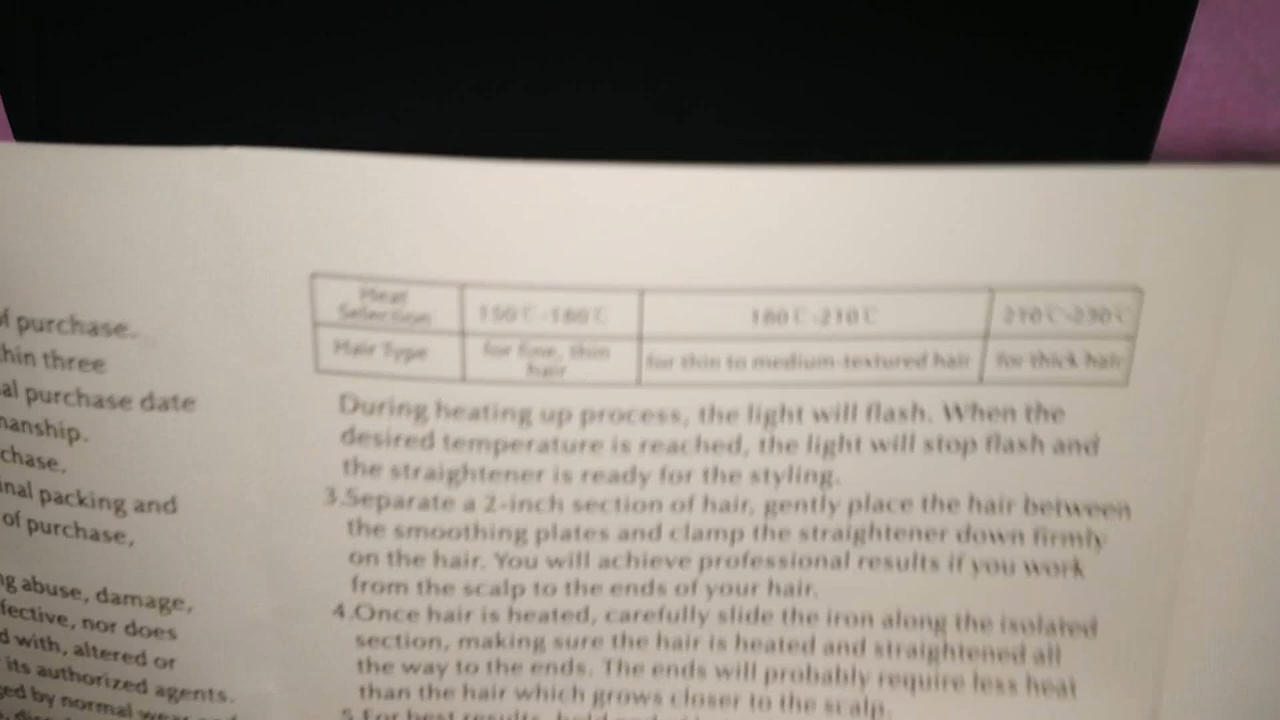 of purchase.
three
purchase date
of purchase,
packing and
abuse, damage,
nor does
with, altered or
its authorized agents.
by normal wear
Heat Selection 150℃-180℃ 180℃-210℃ 210℃-230℃
Hair Type for fine, thin hair for thin to medium-textured hair for thick hair
During heating up process, the light will flash. When the
desired temperature is reached, the light will stop flash and
the straightener is ready for the styling.
3.Separate a 2-inch section of hair, gently place the hair between
the smoothing plates and clamp the straightener down firmly
on the hair. You will achieve professional results if you work
from the scalp to the ends of your hair.
4.Once hair is heated, carefully slide the iron along the isolated
section, making sure the hair is heated and straightened all
the way to the ends. The ends will probably require less heat
than the hair which grows closer to the scalp.
5.For best results, hold